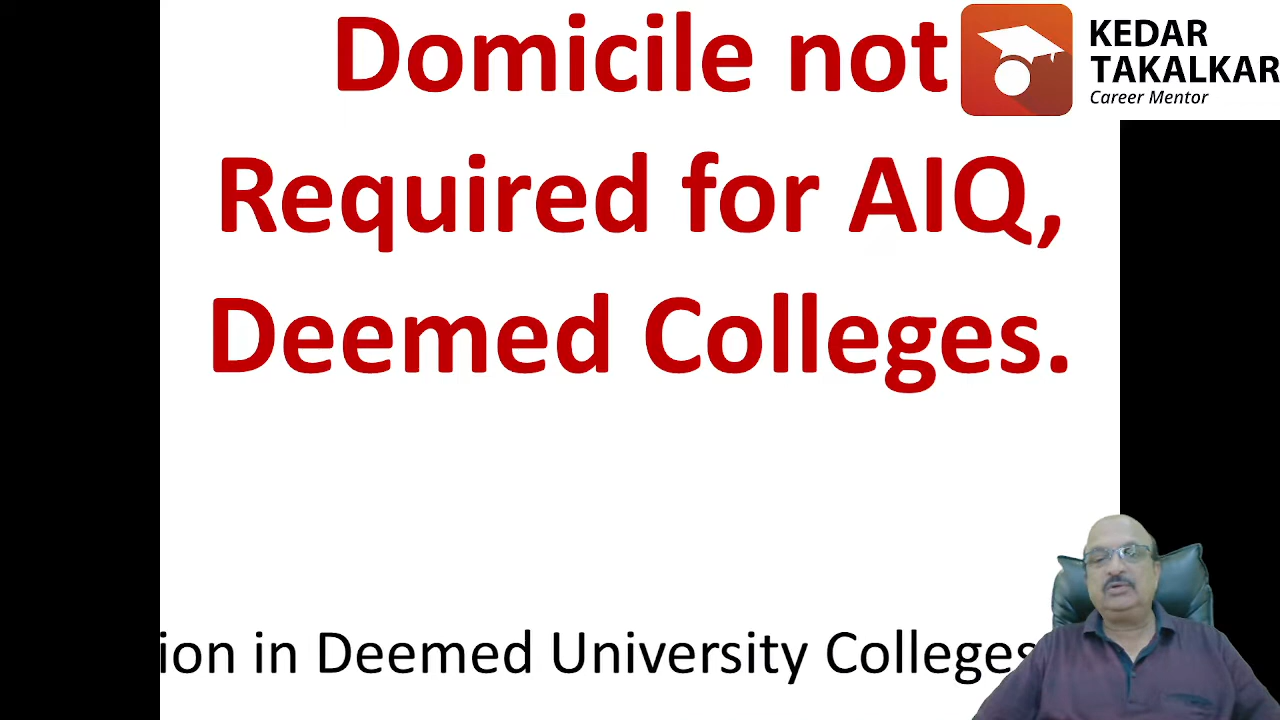 Domicile not
Required for AIQ,
Deemed Colleges.
KEDAR
TAKALKAR
Career Mentor
ion in Deemed University Colleges